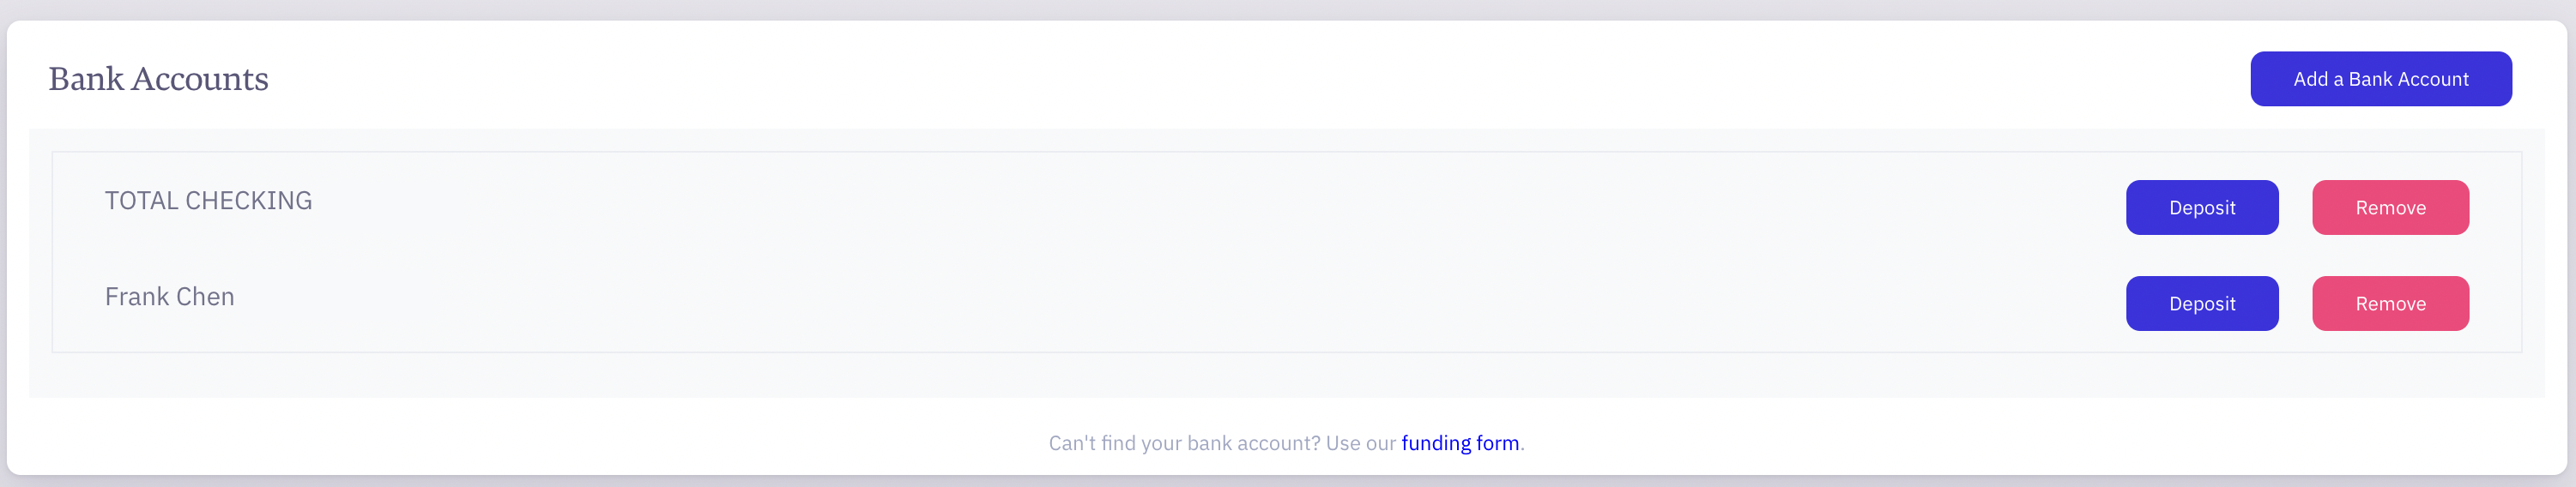 Bank Accounts
Add a Bank Account
TOTAL CHECKING
Deposit
Remove
Frank Chen
Deposit
Remove
Can't find your bank account? Use our funding form.